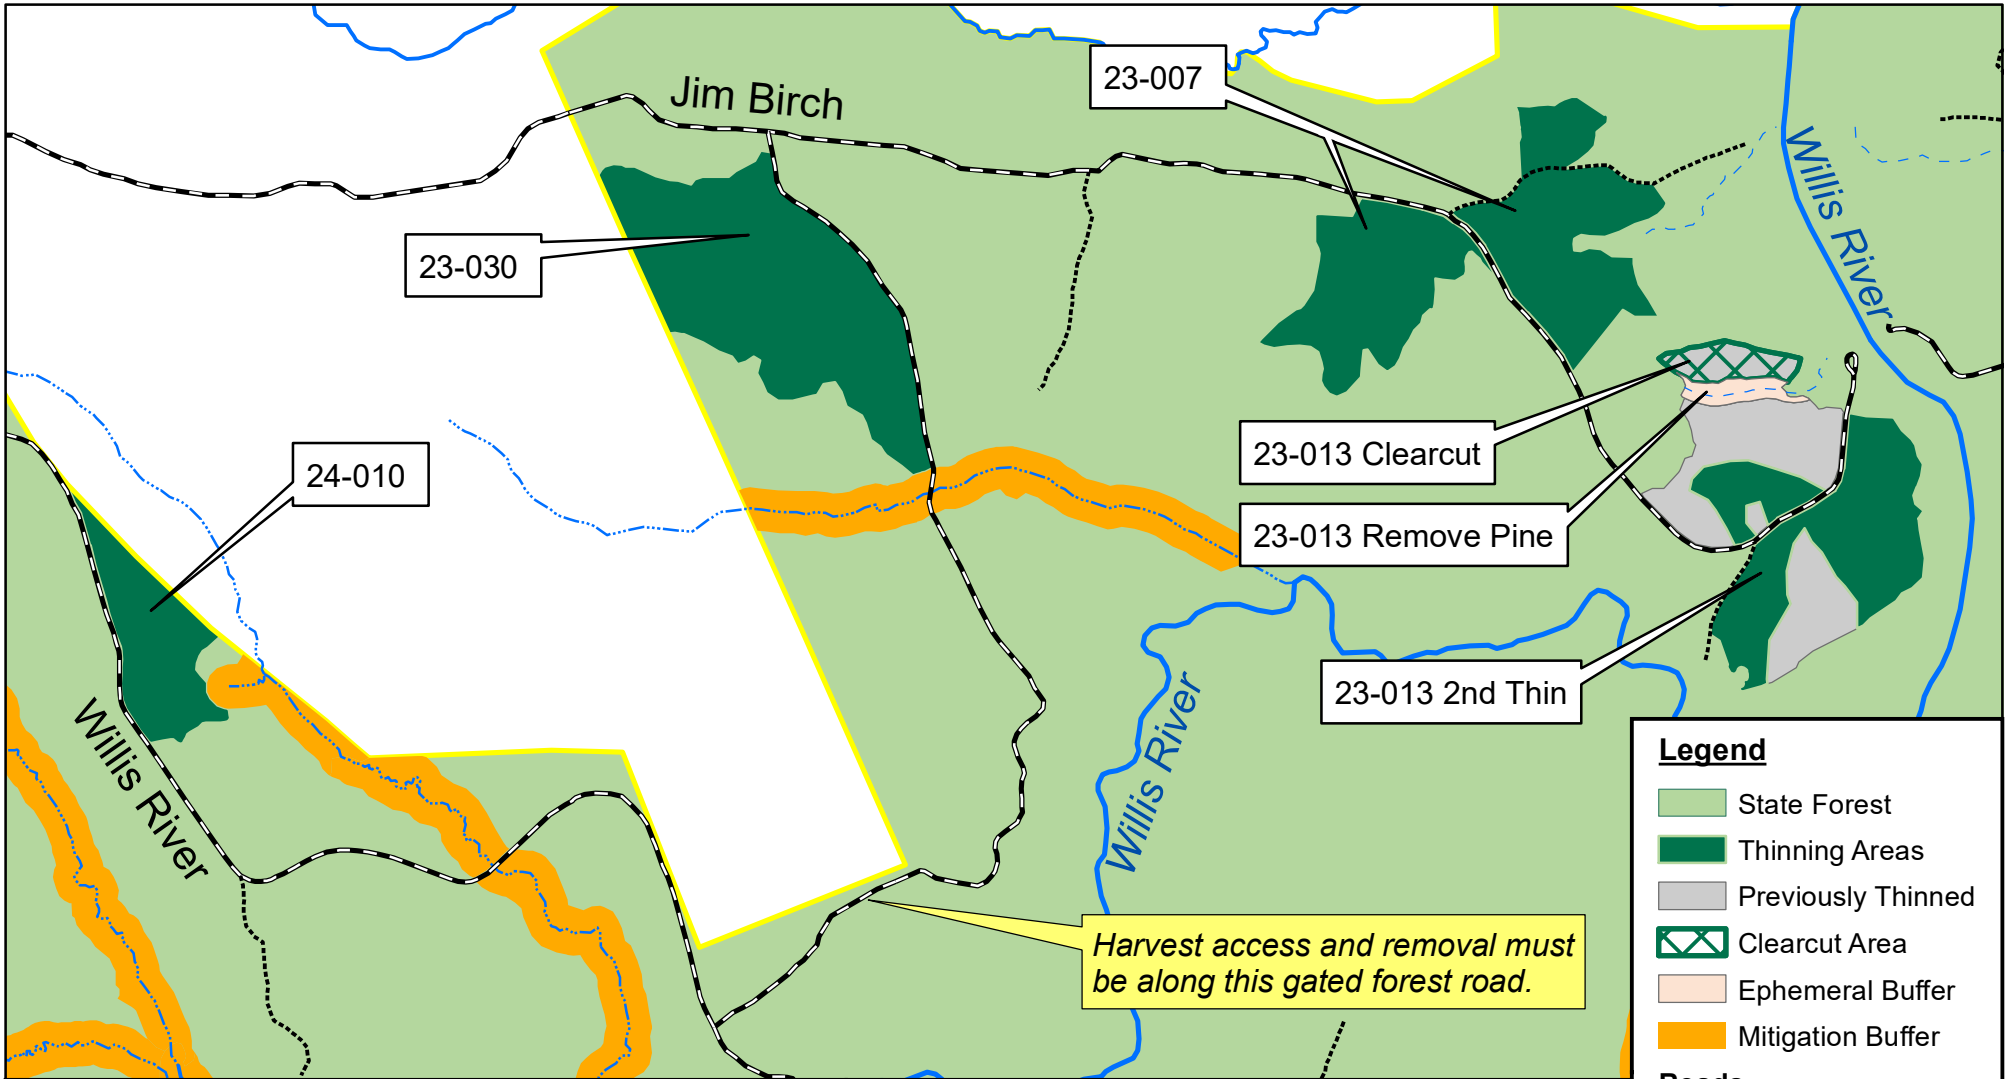 Jim Birch
23-007
Willis River
23-030
23-013 Clearcut
24-010
23-013 Remove Pine
23-013 2nd Thin
Willis River
Willis River
Harvest access and removal must
be along this gated forest road.
Legend
State Forest
Thinning Areas
Previously Thinned
Clearcut Area
Ephemeral Buffer
Mitigation Buffer
Roads